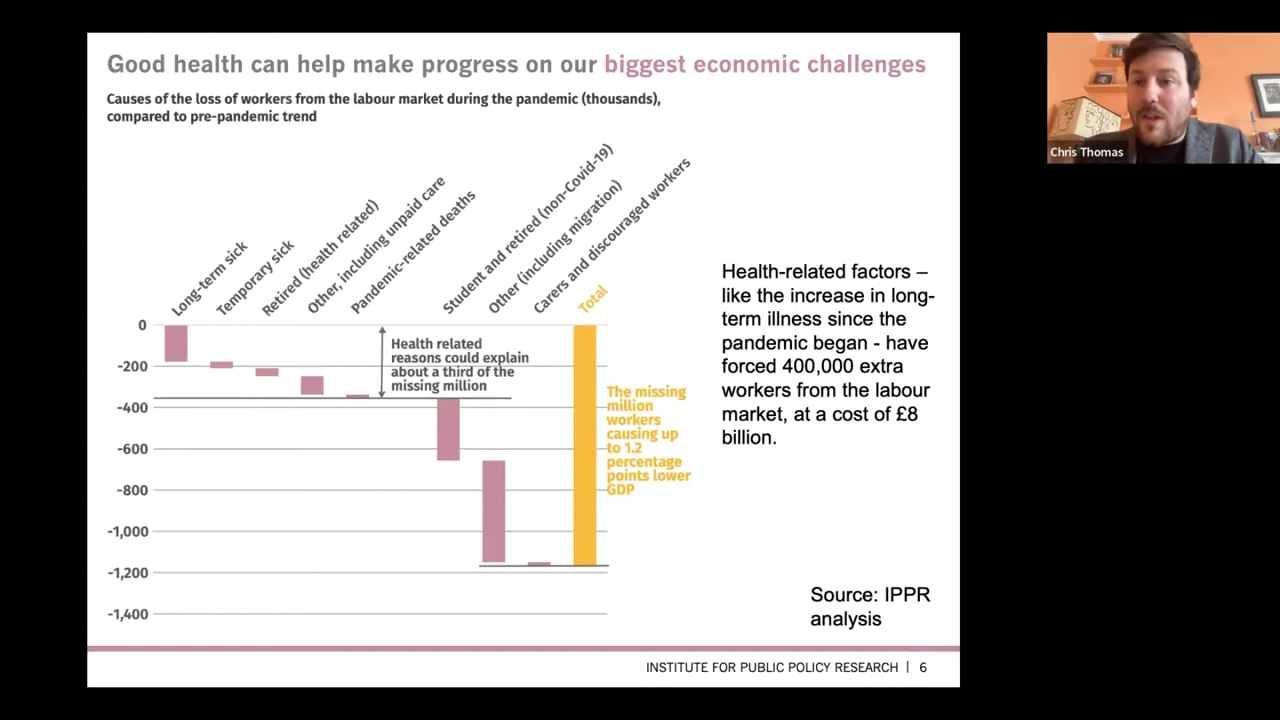 Good health can help make progress on our biggest economic challenges
Causes of the loss of workers from the labour market during the pandemic (thousands),
compared to pre-pandemic trend
Long-term sick
Temporary sick
Retired (health related)
Other, including unpaid care
Pandemic-related deaths
Student and retired (non-Covid-19)
Other (including migration)
Carers and discouraged workers
Total
0
-200
-400
-600
-800
-1,000
-1,200
-1,400
Health related
reasons could explain
about a third of the
missing million
The missing
million
workers
causing up
to 1.2
percentage
points lower
GDP
Health-related factors –
like the increase in long-
term illness since the
pandemic began - have
forced 400,000 extra
workers from the labour
market, at a cost of £8
billion.
Source: IPPR
analysis
INSTITUTE FOR PUBLIC POLICY RESEARCH | 6
Chris Thomas